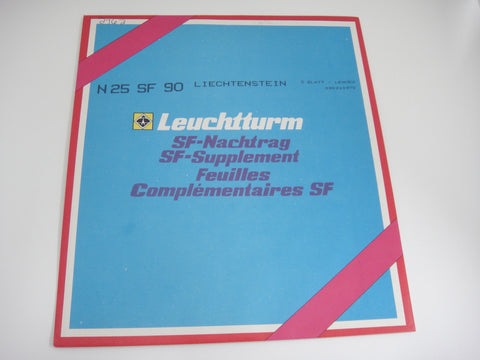 N 25 SF 90 LIECHTENSTEIN
Leuchtturm
SF-Nachtrag
SF-Supplement
Feuilles
Complémentaires SF